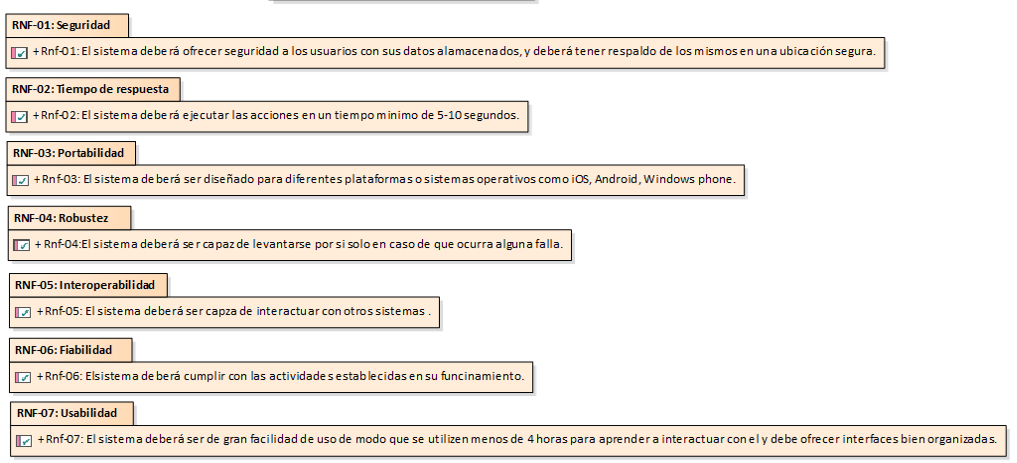 RNF-01: Seguridad
+Rnf-01: El sistema deberá ofrecer seguridad a los usuarios con sus datos alamacenados, y deberá tener respaldo de los mismos en una ubicación segura.
RNF-02: Tiempo de respuesta
+Rnf-02: El sistema deberá ejecutar las acciones en un tiempo minimo de 5-10 segundos.
RNF-03: Portabilidad
+Rnf-03: El sistema deberá ser diseñado para diferentes plataformas o sistemas operativos como iOS, Android, Windows phone.
RNF-04: Robustez
+Rnf-04:El sistema deberá ser capaz de levantarse por si solo en caso de que ocurra alguna falla.
RNF-05: Interoperabilidad
+Rnf-05: El sistema deberá ser capza de interactuar con otros sistemas .
RNF-06: Fiabilidad
+Rnf-06: Elsistema deberá cumplir con las actividades establecidas en su funcinamiento.
RNF-07: Usabilidad
+Rnf-07: El sistema deberá ser de gran facilidad de uso de modo que se utilizen menos de 4 horas para aprender a interactuar con el y debe ofrecer interfaces bien organizadas.